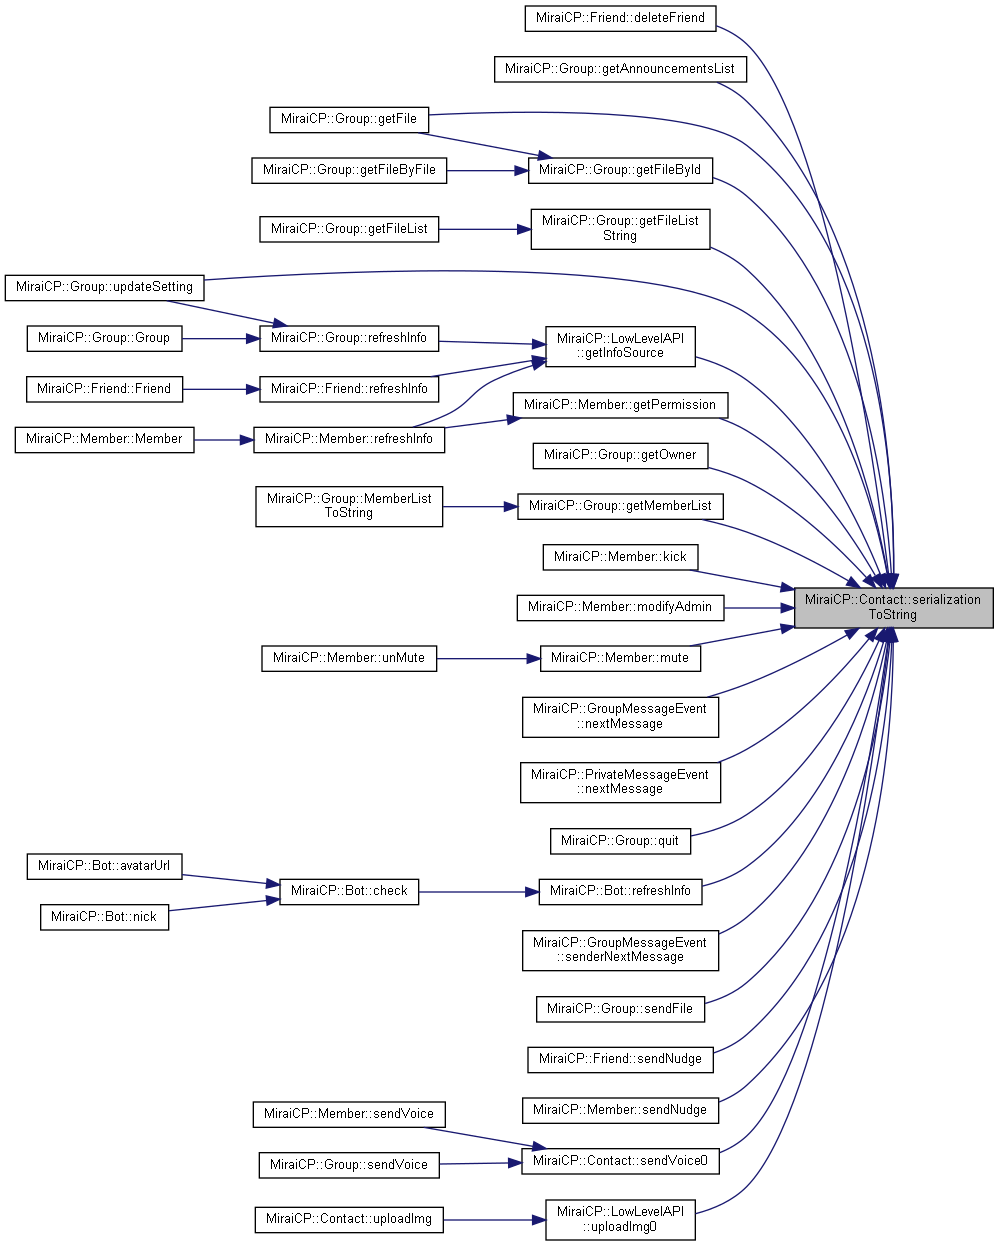 MiraiCP::Friend::deleteFriend
MiraiCP::Group::getAnnouncementsList
MiraiCP::Group::getFile
MiraiCP::Group::getFileByFile
MiraiCP::Group::getFileById
MiraiCP::Group::getFileList
MiraiCP::Group::getFileList
String
MiraiCP::Group::updateSetting
MiraiCP::Group::Group
MiraiCP::Group::refreshInfo
MiraiCP::LowLevelAPI
::getInfoSource
MiraiCP::Friend::Friend
MiraiCP::Friend::refreshInfo
MiraiCP::Member::getPermission
MiraiCP::Member::Member
MiraiCP::Member::refreshInfo
MiraiCP::Group::getOwner
MiraiCP::Group::MemberList
ToString
MiraiCP::Group::getMemberList
MiraiCP::Member::kick
MiraiCP::Contact::serialization
ToString
MiraiCP::Member::modifyAdmin
MiraiCP::Member::unMute
MiraiCP::Member::mute
MiraiCP::GroupMessageEvent
::nextMessage
MiraiCP::PrivateMessageEvent
::nextMessage
MiraiCP::Group::quit
MiraiCP::Bot::avatarUrl
MiraiCP::Bot::nick
MiraiCP::Bot::check
MiraiCP::Bot::refreshInfo
MiraiCP::GroupMessageEvent
::senderNextMessage
MiraiCP::Group::sendFile
MiraiCP::Friend::sendNudge
MiraiCP::Member::sendNudge
MiraiCP::Member::sendVoice
MiraiCP::Group::sendVoice
MiraiCP::Contact::sendVoice0
MiraiCP::Contact::uploadImg
MiraiCP::LowLevelAPI
::uploadImg0